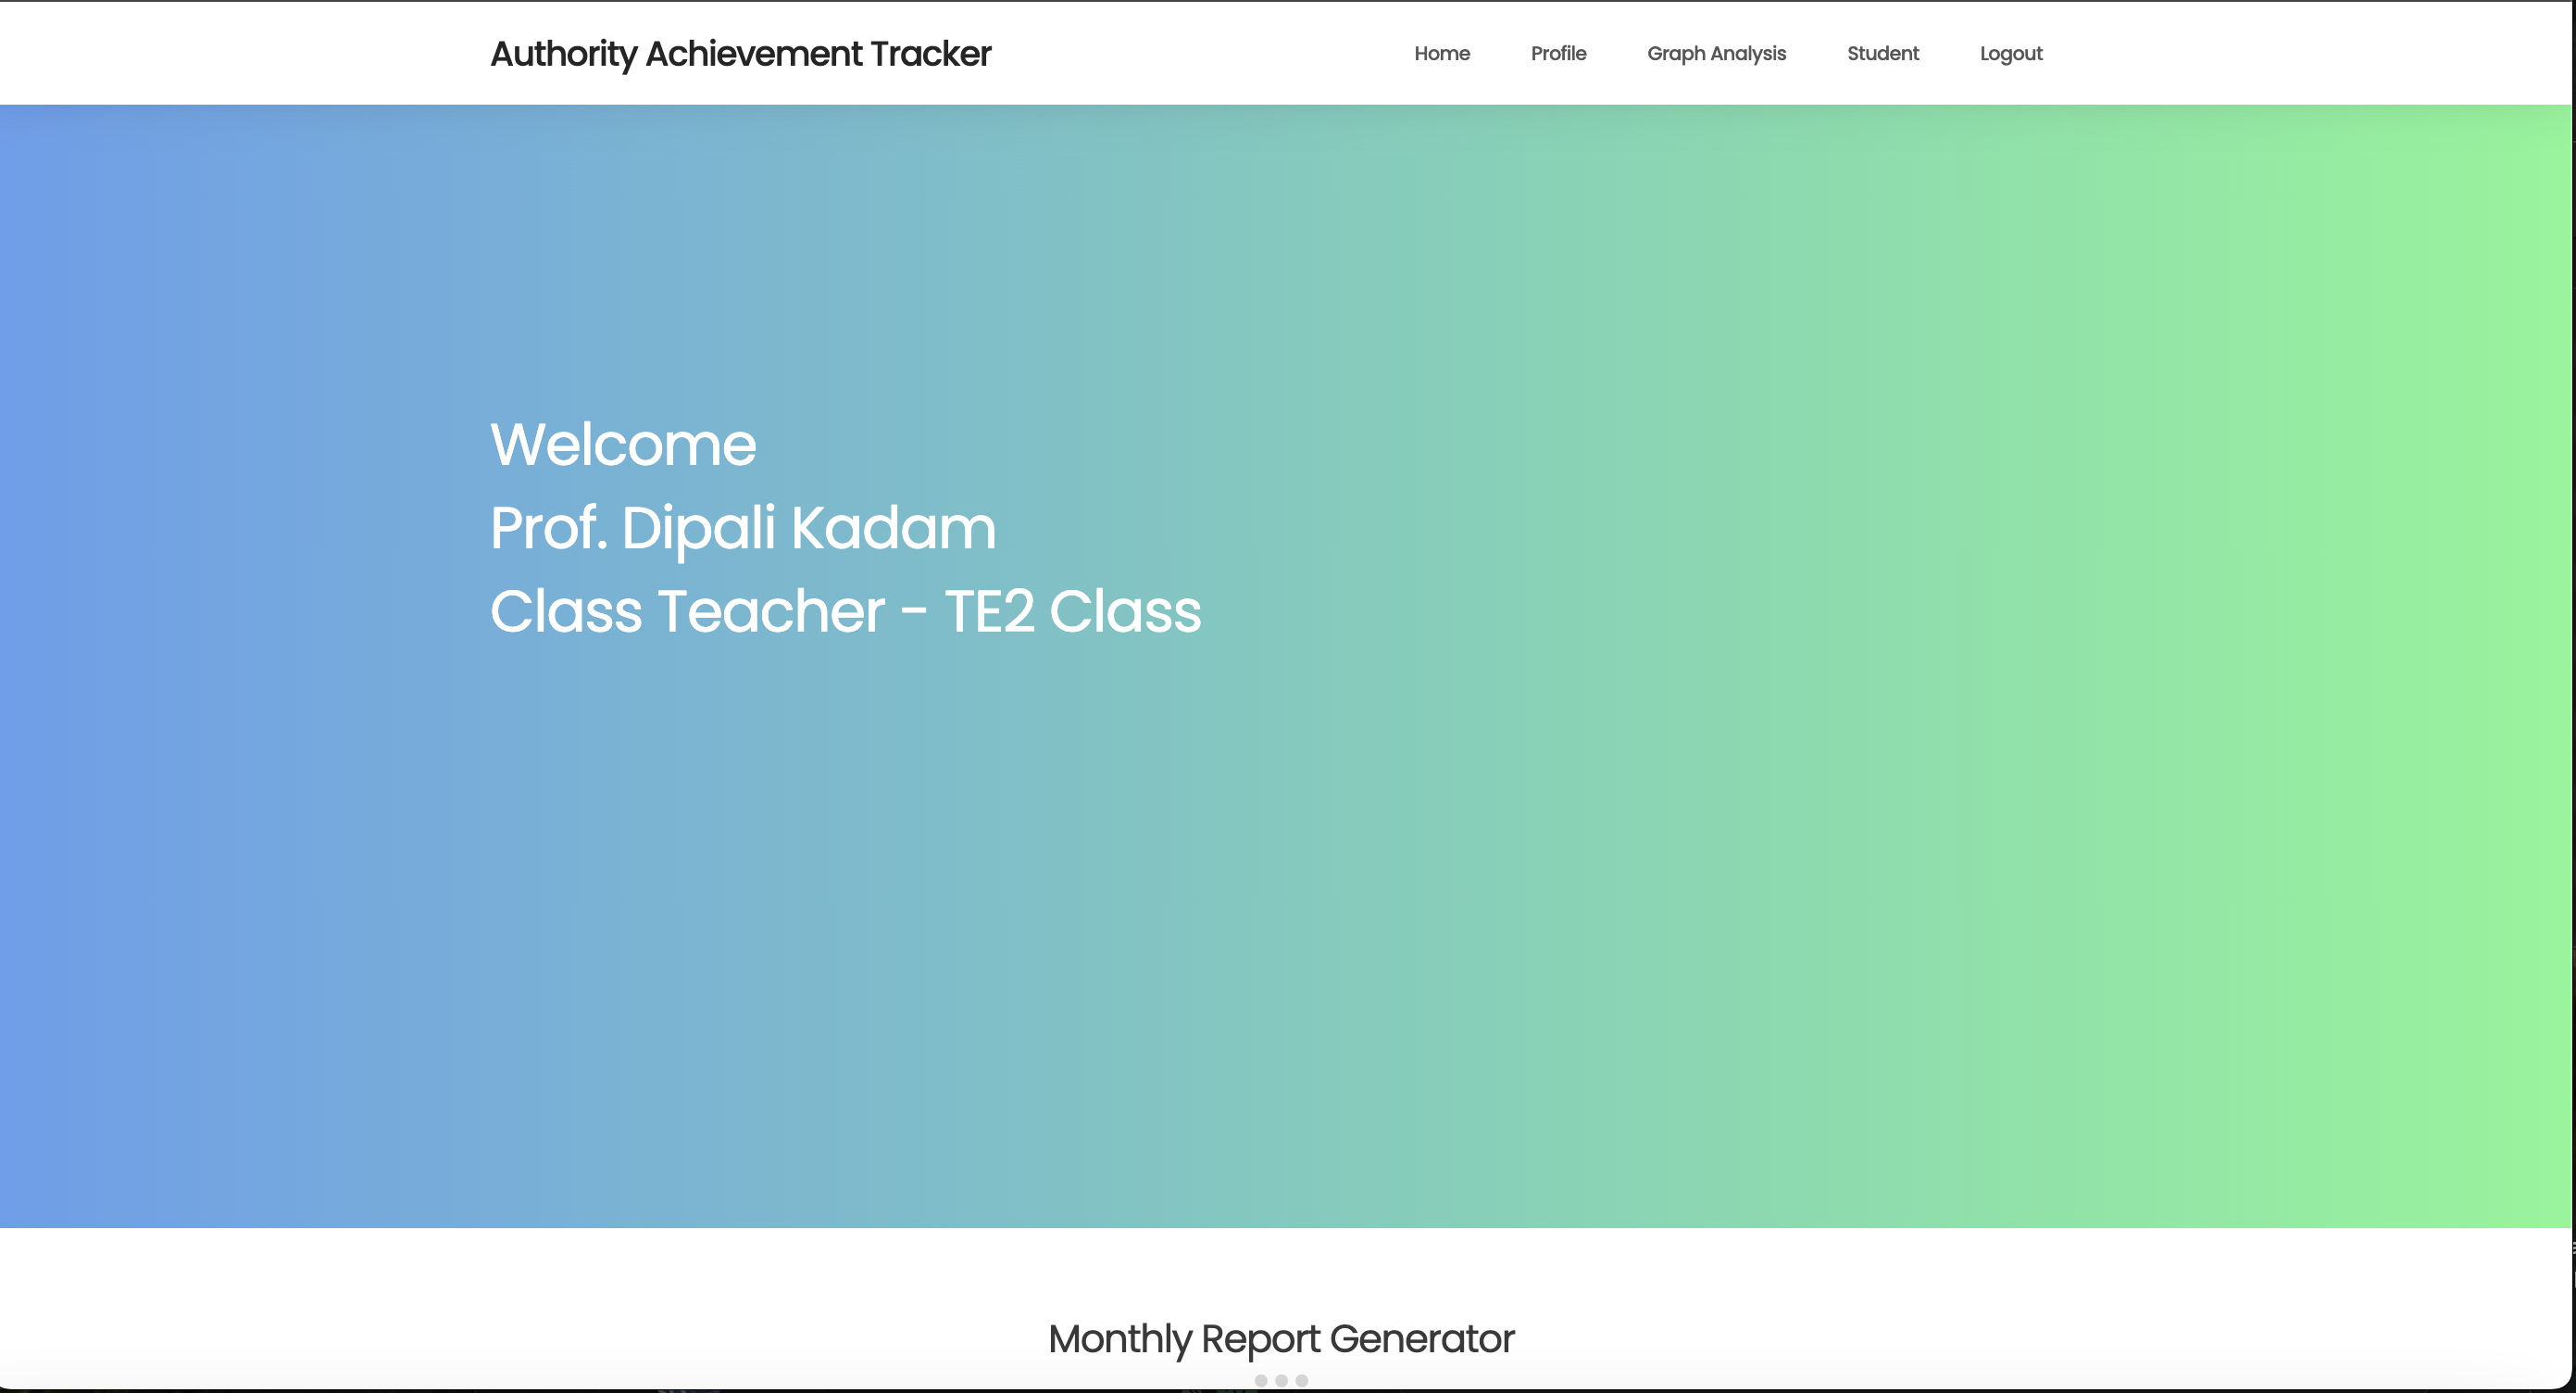 Authority Achievement Tracker
Home Profile Graph Analysis Student Logout
Welcome
Prof. Dipali Kadam
Class Teacher - TE2 Class
Monthly Report Generator